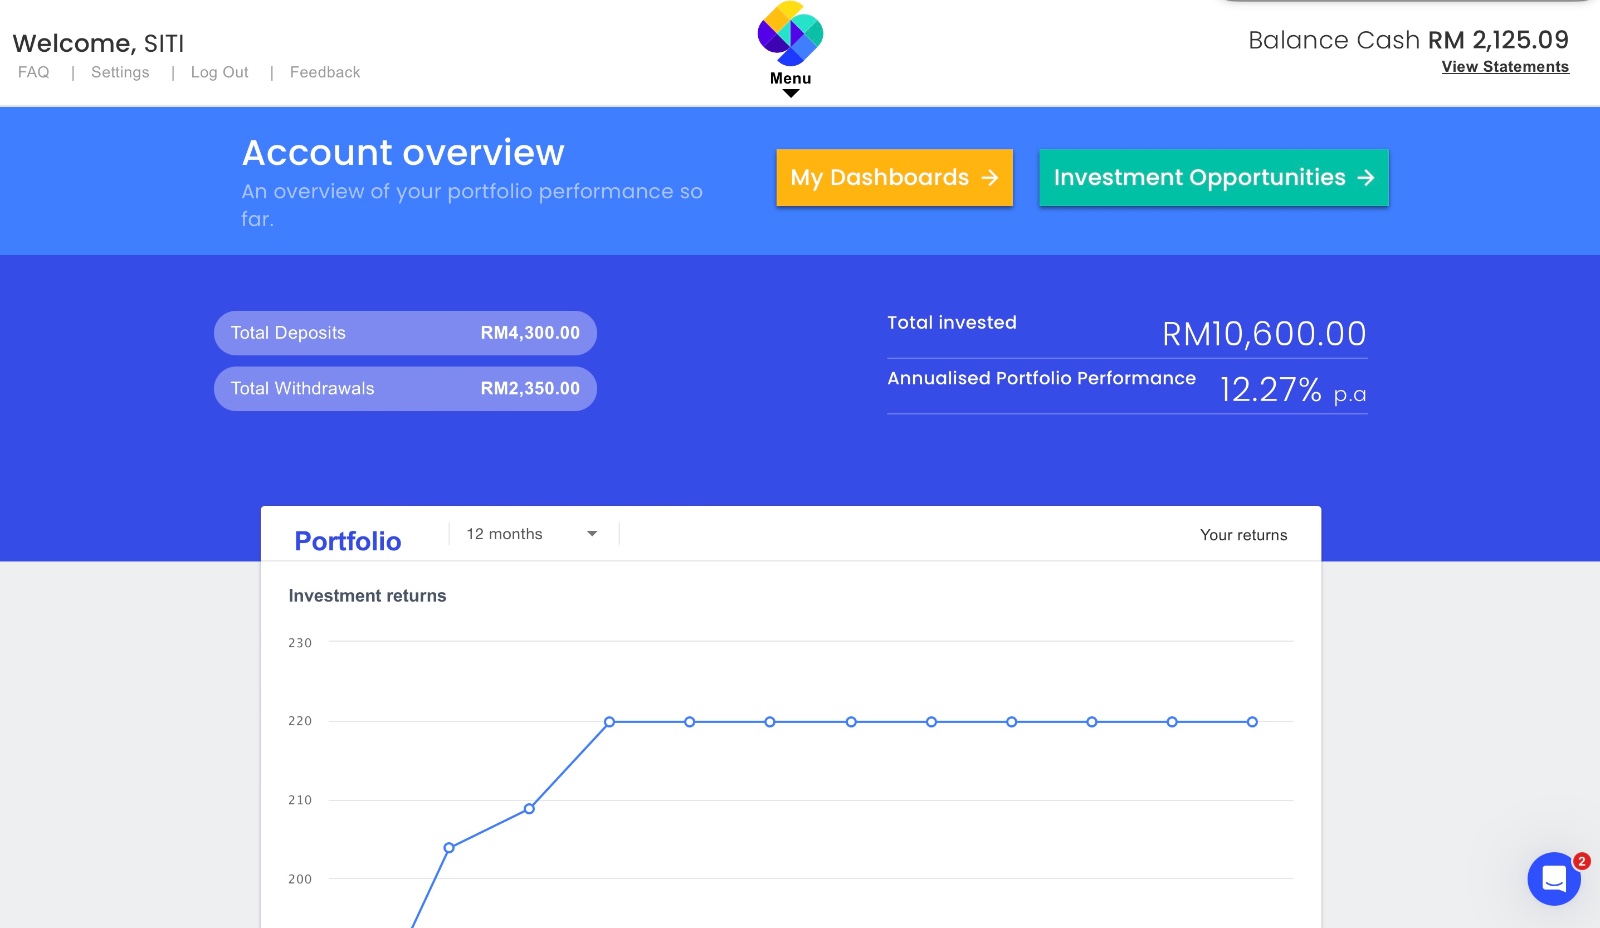 Welcome, SITI
FAQ | Settings | Log Out | Feedback
Menu
Balance Cash RM 2,125.09
View Statements
Account overview
An overview of your portfolio performance so
far.
My Dashboards →
Investment Opportunities →
Total Deposits RM4,300.00
Total Withdrawals RM2,350.00
Total invested RM10,600.00
Annualised Portfolio Performance 12.27% p.a
Portfolio
12 months
Your returns
Investment returns
230
220
210
200
2